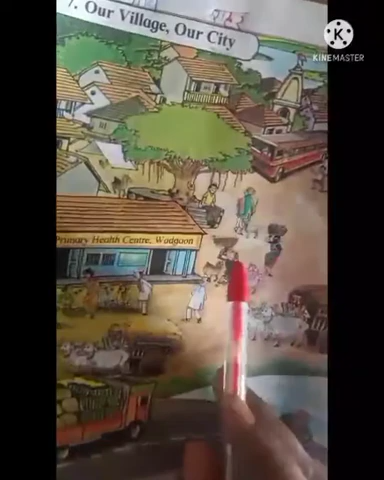 7. Our Village, Our City
KINEMASTER
Primary Health Centre, Wadgaon